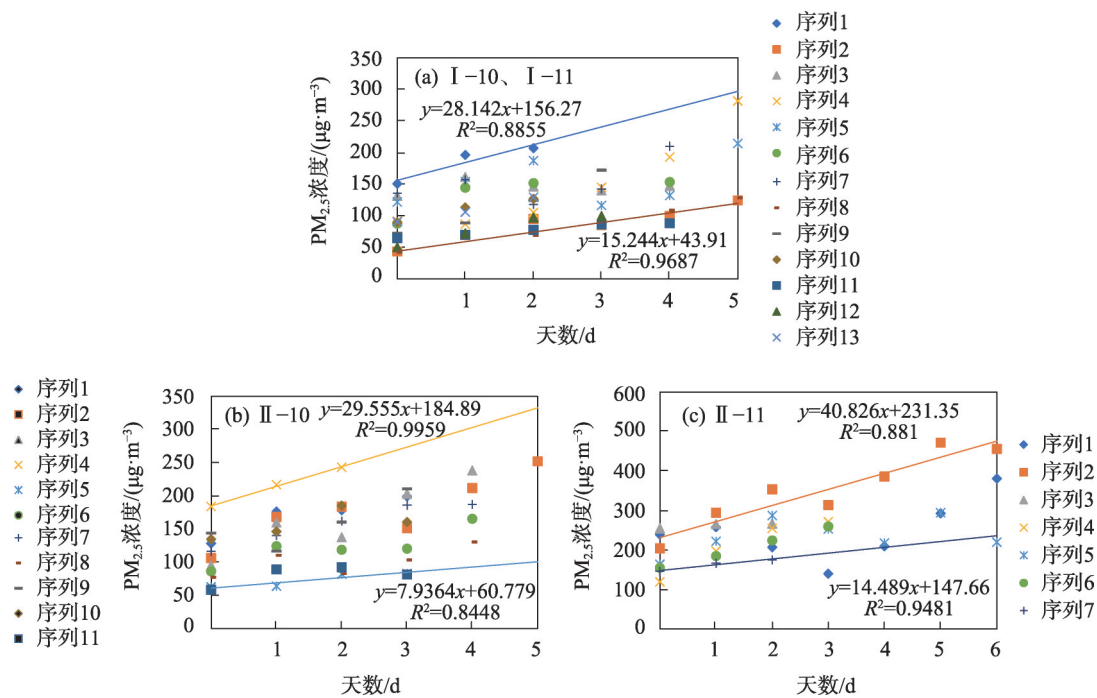 (a) Ⅰ-10、Ⅰ-11
y=28.142x+156.27
R²=0.8855
y=15.244x+43.91
R²=0.9687
PM₂.₅浓度/(μg·m⁻³)
350
300
250
200
150
100
50
0
1 2 3 4 5
天数/d
序列1
序列2
序列3
序列4
序列5
序列6
序列7
序列8
序列9
序列10
序列11
序列12
序列13
序列1
序列2
序列3
序列4
序列5
序列6
序列7
序列8
序列9
序列10
序列11
(b) Ⅱ-10
y=29.555x+184.89
R²=0.9959
y=7.9364x+60.779
R²=0.8448
PM₂.₅浓度/(μg·m⁻³)
350
300
250
200
150
100
50
0
1 2 3 4 5
天数/d
(c) Ⅱ-11
y=40.826x+231.35
R²=0.881
y=14.489x+147.66
R²=0.9481
PM₂.₅浓度/(μg·m⁻³)
600
500
400
300
200
100
0
1 2 3 4 5 6
天数/d
序列1
序列2
序列3
序列4
序列5
序列6
序列7